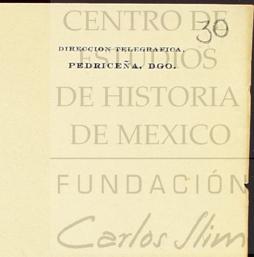 CENTRO DE
30
DIRECCION TELEGRAFICA.
ESTUDIOS
PEDRICEÑA, DGO.
DE HISTORIA
DE MEXICO
FUNDACIÓN
Carlos Slim